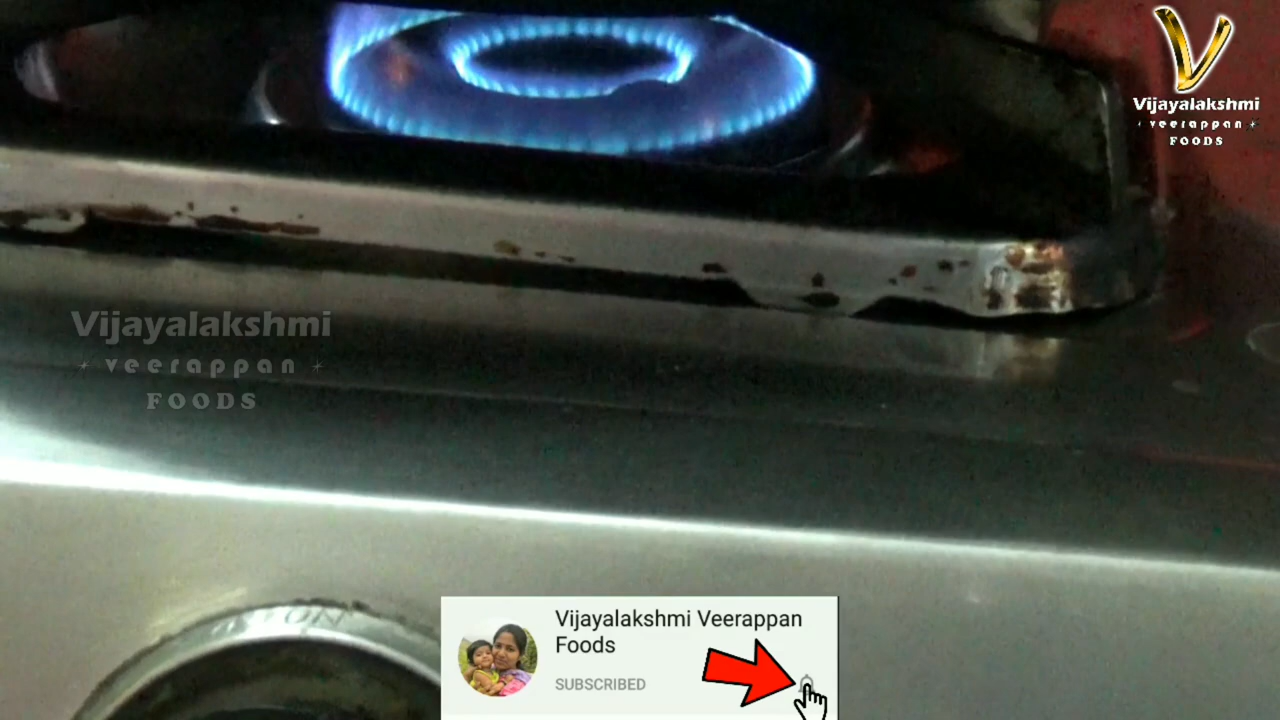 Vijayalakshmi
veerappan
FOODS
Vijayalakshmi
veerappan
FOODS
Vijayalakshmi Veerappan
Foods
SUBSCRIBED